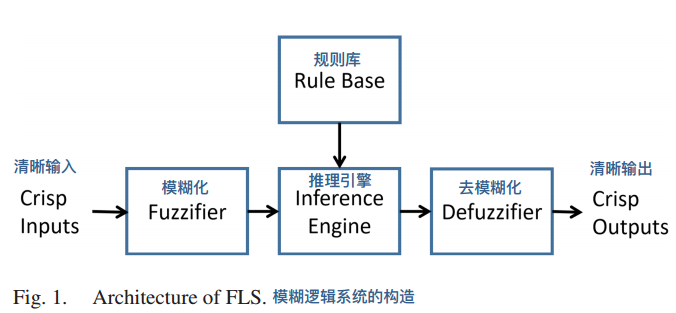 规则库
Rule Base
清晰输入
Crisp
Inputs
模糊化
Fuzzifier
推理引擎
Inference
Engine
去模糊化
Defuzzifier
清晰输出
Crisp
Outputs
Fig. 1. Architecture of FLS. 模糊逻辑系统的构造